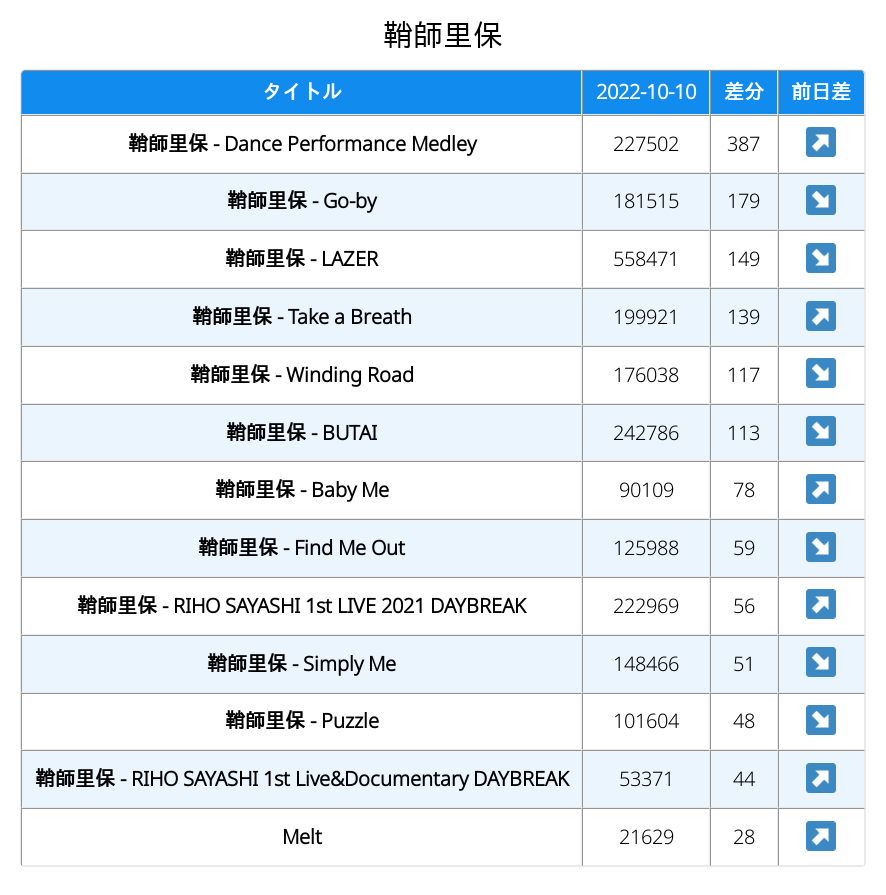 鞘師里保
タイトル 2022-10-10 差分 前日差
鞘師里保 - Dance Performance Medley 227502 387 ↗
鞘師里保 - Go-by 181515 179 ↘
鞘師里保 - LAZER 558471 149 ↘
鞘師里保 - Take a Breath 199921 139 ↗
鞘師里保 - Winding Road 176038 117 ↘
鞘師里保 - BUTAI 242786 113 ↘
鞘師里保 - Baby Me 90109 78 ↗
鞘師里保 - Find Me Out 125988 59 ↘
鞘師里保 - RIHO SAYASHI 1st LIVE 2021 DAYBREAK 222969 56 ↗
鞘師里保 - Simply Me 148466 51 ↘
鞘師里保 - Puzzle 101604 48 ↘
鞘師里保 - RIHO SAYASHI 1st Live&Documentary DAYBREAK 53371 44 ↗
Melt 21629 28 ↗